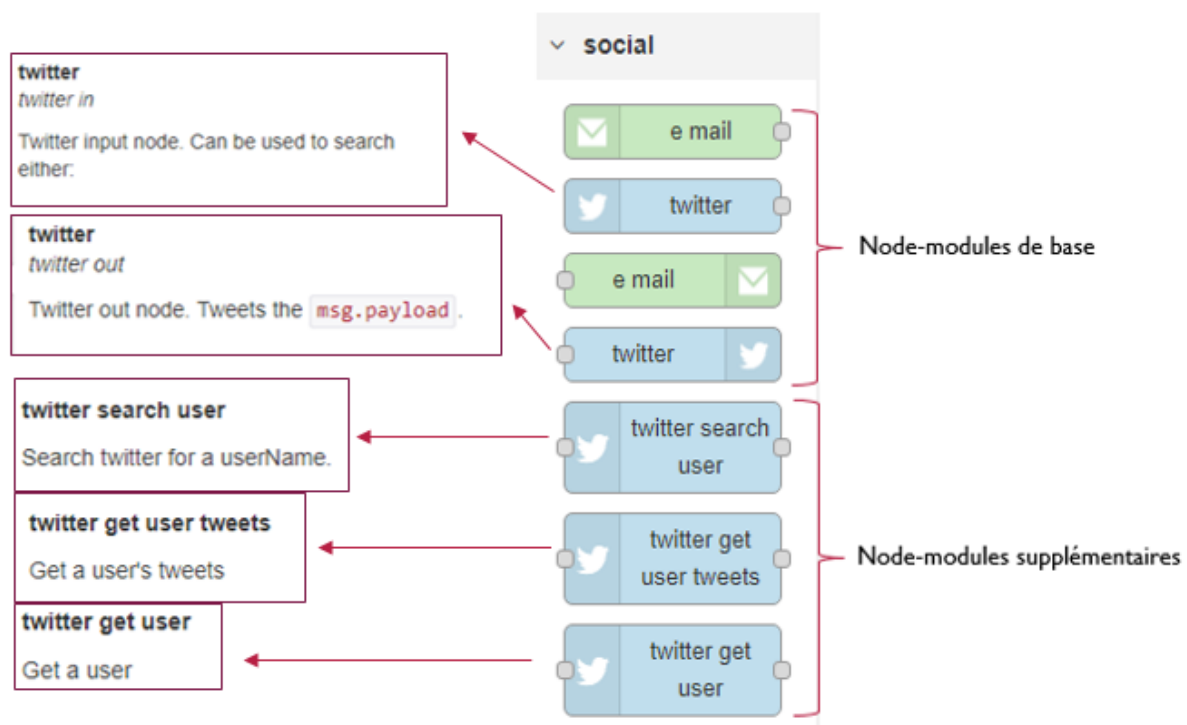 social
twitter
twitter in
Twitter input node. Can be used to search
either:
twitter
twitter out
Twitter out node. Tweets the msg.payload.
twitter search user
Search twitter for a userName.
twitter get user tweets
Get a user's tweets
twitter get user
Get a user
e mail
twitter
e mail
twitter
twitter search
user
twitter get
user tweets
twitter get
user
Node-modules de base
Node-modules supplémentaires